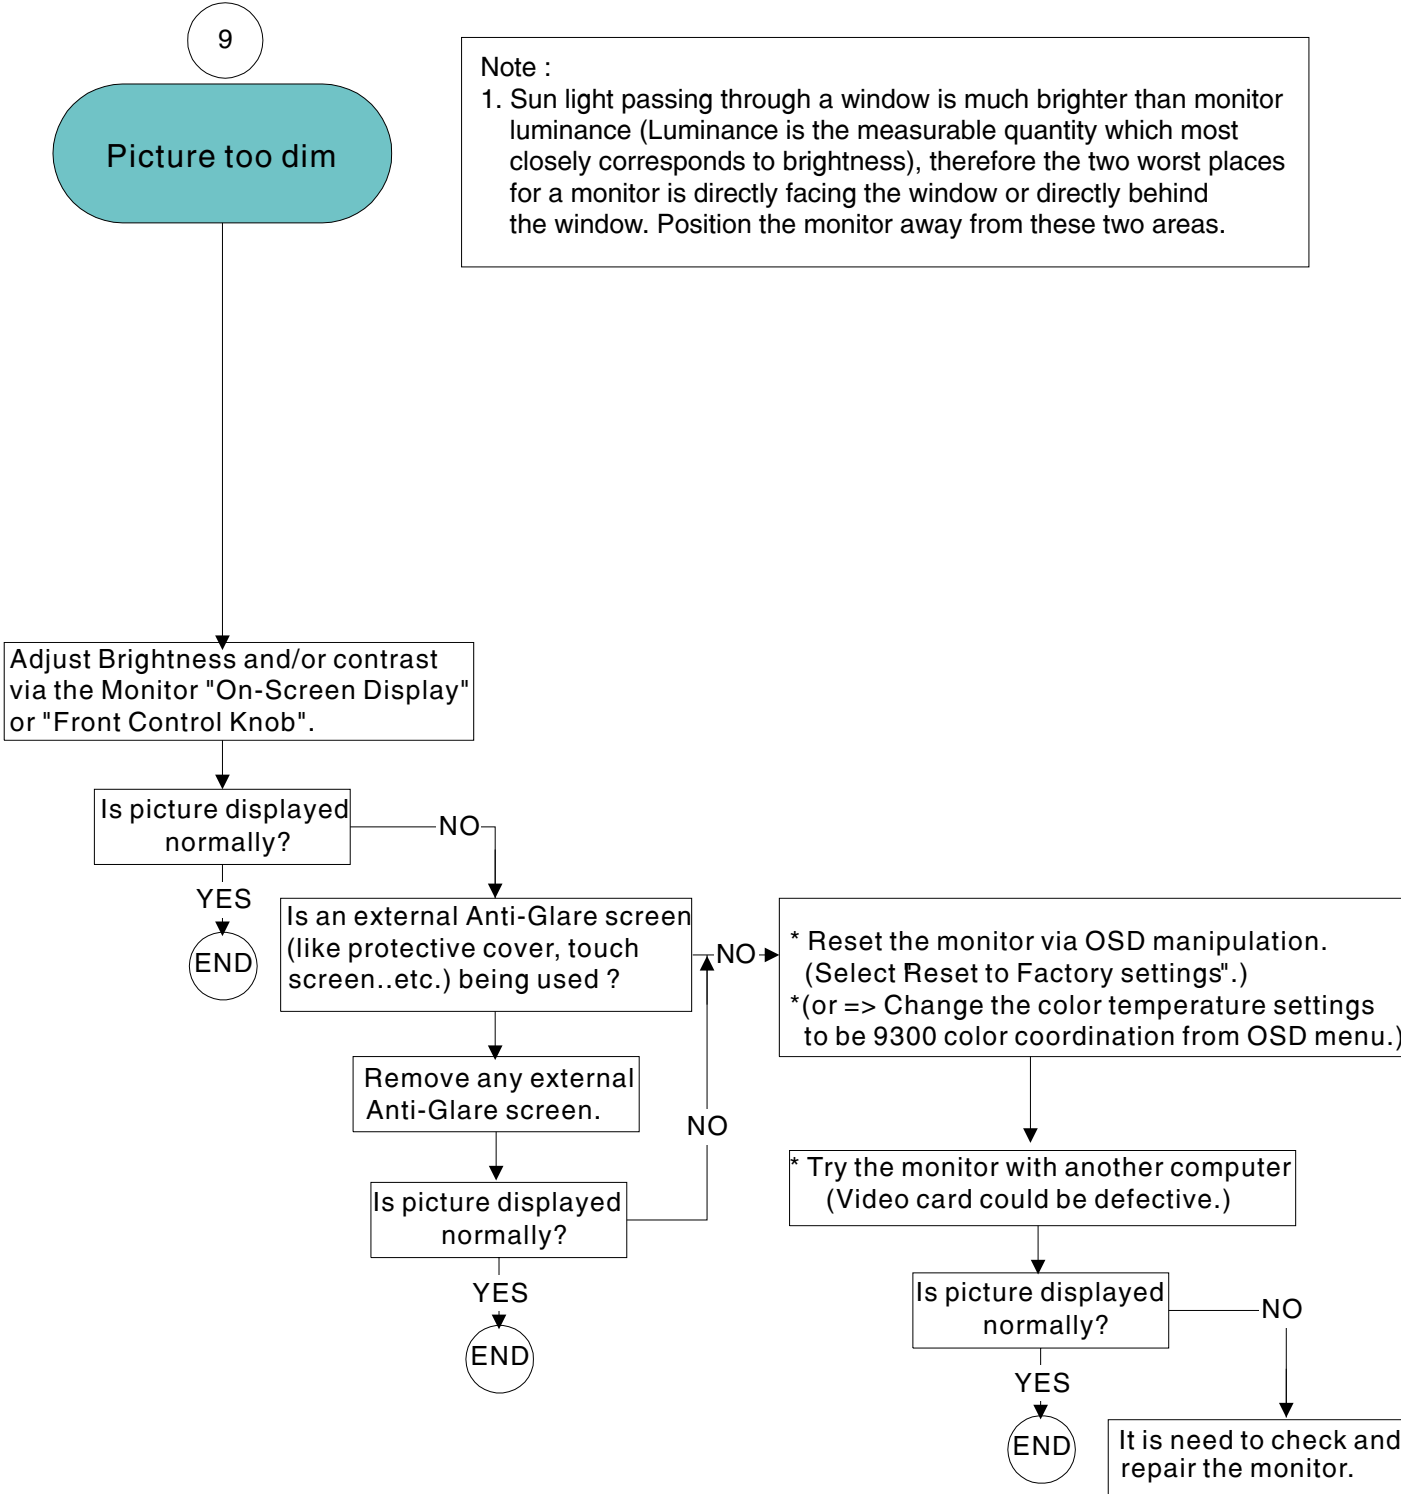 9
Picture too dim
Note :
1. Sun light passing through a window is much brighter than monitor
luminance (Luminance is the measurable quantity which most
closely corresponds to brightness), therefore the two worst places
for a monitor is directly facing the window or directly behind
the window. Position the monitor away from these two areas.
Adjust Brightness and/or contrast
via the Monitor "On-Screen Display"
or "Front Control Knob".
Is picture displayed
normally?
NO
YES
END
Is an external Anti-Glare screen
(like protective cover, touch
screen..etc.) being used ?
NO
Remove any external
Anti-Glare screen.
NO
Is picture displayed
normally?
YES
END
* Reset the monitor via OSD manipulation.
(Select "Reset to Factory settings".)
*(or => Change the color temperature settings
to be 9300 color coordination from OSD menu.)
* Try the monitor with another computer
(Video card could be defective.)
Is picture displayed
normally?
NO
YES
END
It is need to check and
repair the monitor.